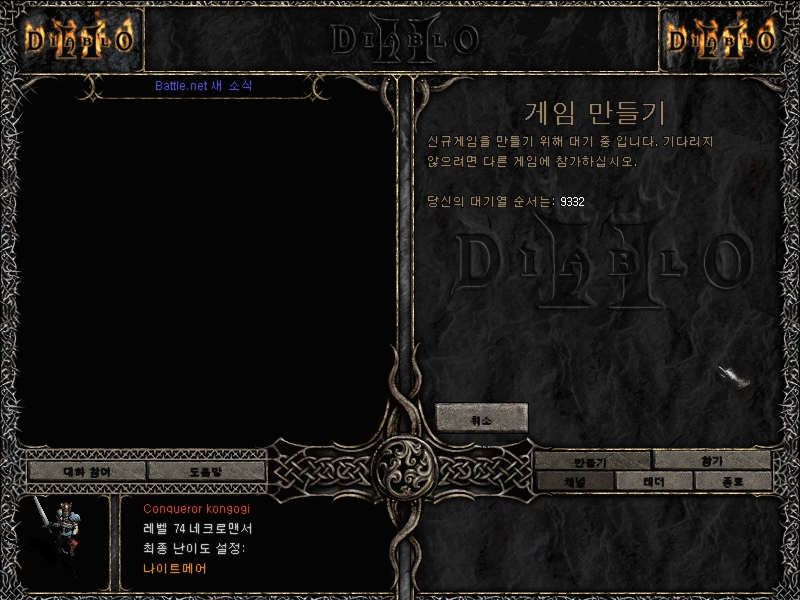 DIABLO II
DIABLO II
DIABLO II
Battle.net 새 소식
게임 만들기
신규게임을 만들기 위해 대기 중 입니다. 기다리지
않으려면 다른 게임에 참가하십시오.
당신의 대기열 순서는: 9332
DIABLO II
취소
대화 참여
도움말
만들기
참가
채널
래더
종료
Conqueror kongogi
레벨 74 네크로맨서
최종 난이도 설정:
나이트메어